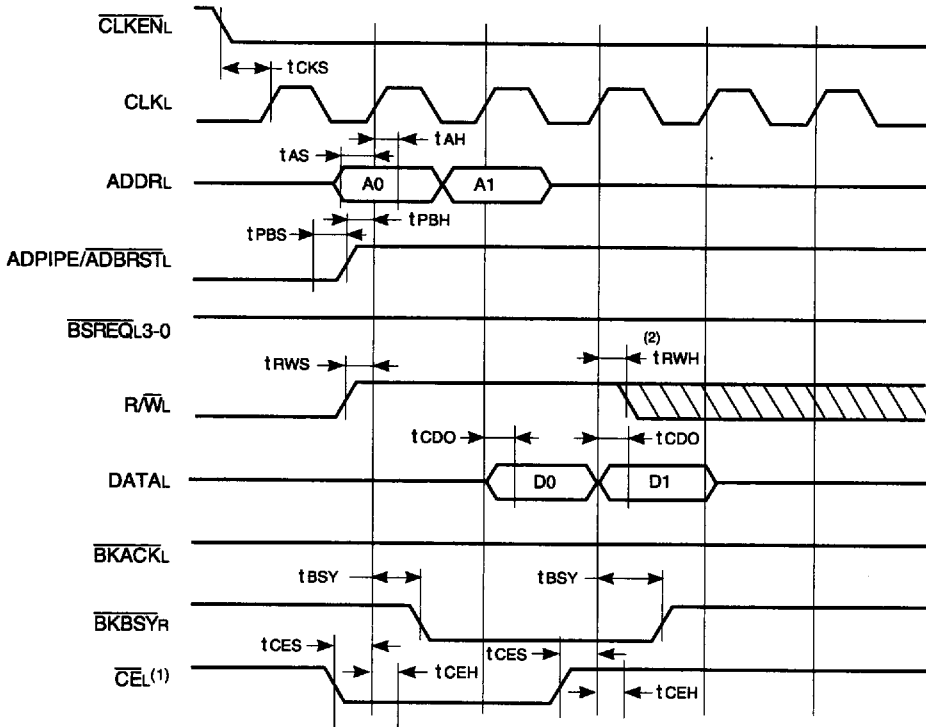 CLKENL
tCKS
CLKL
tAH
tAS
ADDRL
A0
A1
tPBH
tPBS
ADPIPE/ADBRSTL
BSREQL3-0
(2)
tRWS
tRWH
R/WL
tCDO
tCDO
DATAL
D0
D1
BKACKL
tBSY
tBSY
BKBSYR
tCES
tCES
CEL(1)
tCEH
tCEH